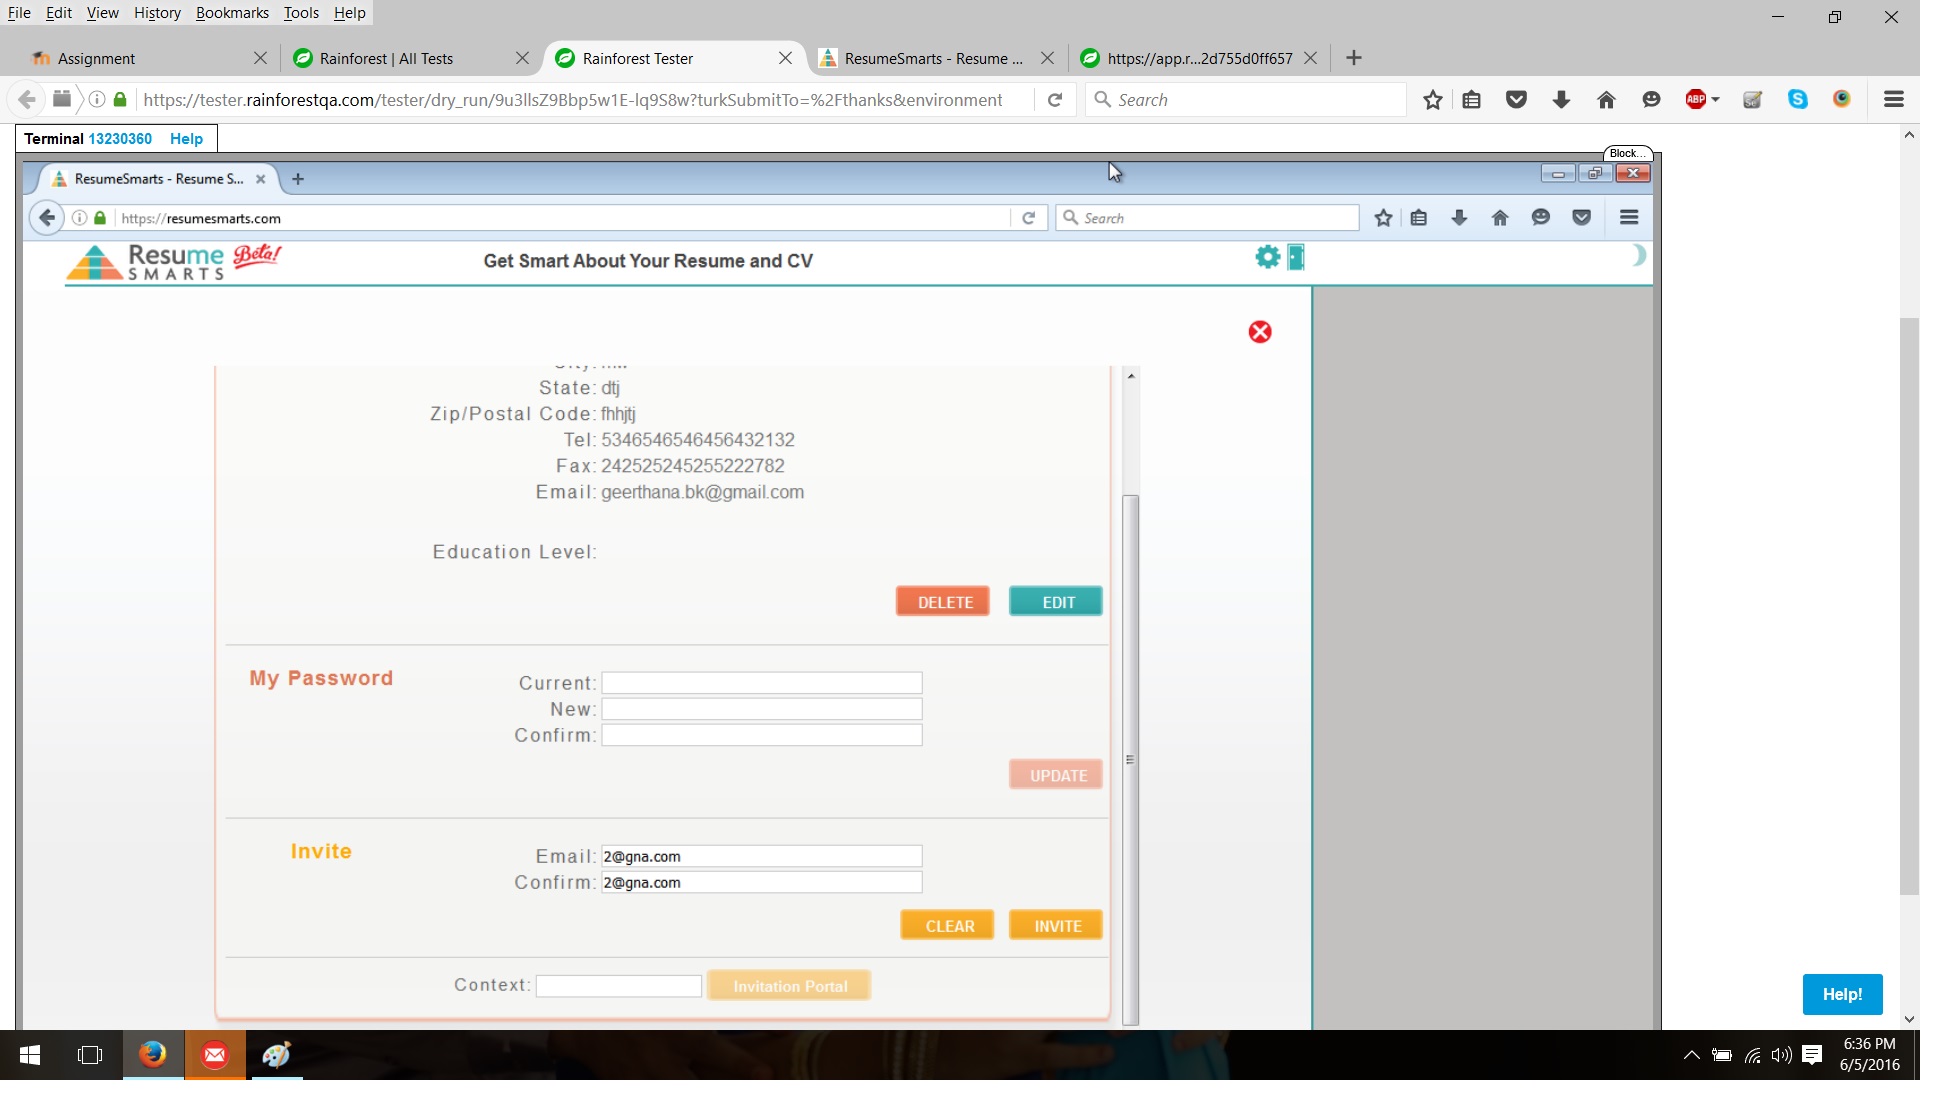 File Edit View History Bookmarks Tools Help
Assignment
Rainforest | All Tests
Rainforest Tester
ResumeSmarts - Resume ...
https://app.r...2d755d0ff657
https://tester.rainforestqa.com/tester/dry_run/9u3llsZ9Bbp5w1E-lq9S8w?turkSubmitTo=%2Fthanks&environment
Search
ABP
Terminal 13230360 Help
Block...
ResumeSmarts - Resume S...
https://resumesmarts.com
Search
Resume
SMARTS
Beta!
Get Smart About Your Resume and CV
State: dtj
Zip/Postal Code: fhhjtj
Tel: 5346546546456432132
Fax: 242525245255222782
Email: geerthana.bk@gmail.com
Education Level:
DELETE EDIT
My Password
Current:
New:
Confirm:
UPDATE
Invite
Email: 2@gna.com
Confirm: 2@gna.com
CLEAR INVITE
Context:
Invitation Portal
Help!
6:36 PM
6/5/2016